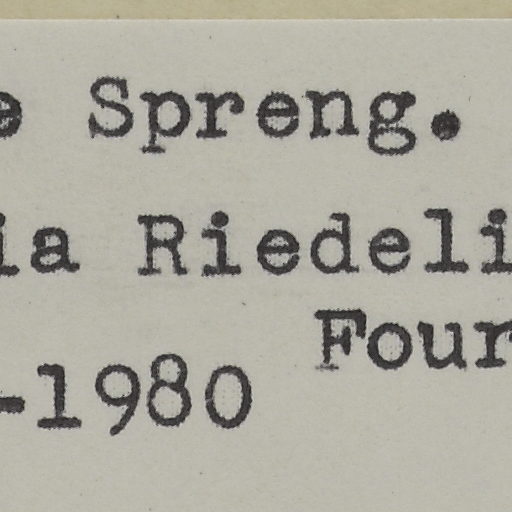 e Spreng.
ia Riedeli
Four
-1980